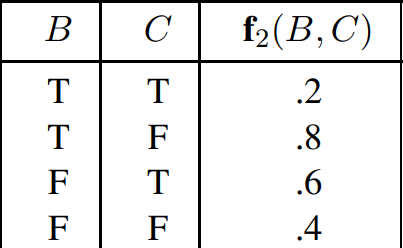 B C f₂(B, C)
T T .2
T F .8
F T .6
F F .4